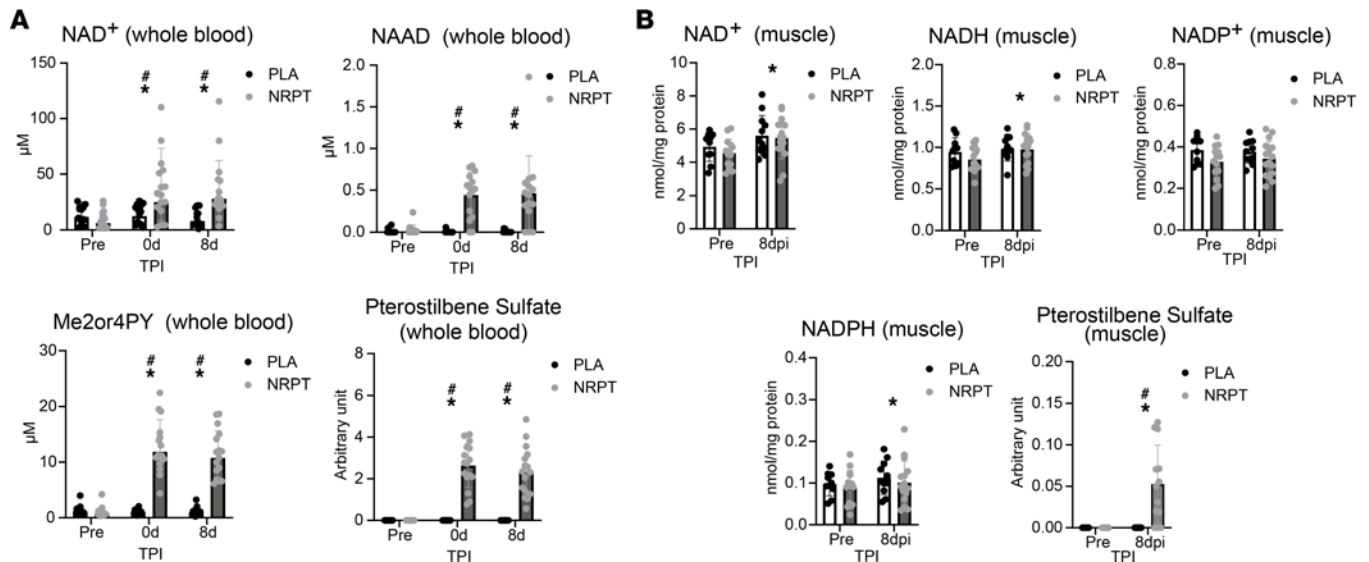 A
NAD+ (whole blood)
150
100
50
0
µM
#
*
#
*
PLA
NRPT
Pre
0d
8d
TPI
NAAD (whole blood)
2.0
1.5
1.0
0.5
0.0
µM
#
*
#
*
PLA
NRPT
Pre
0d
8d
TPI
Me2or4PY (whole blood)
30
20
10
0
µM
#
*
#
*
PLA
NRPT
Pre
0d
8d
TPI
Pterostilbene Sulfate
(whole blood)
8
6
4
2
0
Arbitrary unit
#
*
#
*
PLA
NRPT
Pre
0d
8d
TPI
B
NAD+ (muscle)
10
8
6
4
2
0
nmol/mg protein
*
PLA
NRPT
Pre
8dpi
TPI
NADH (muscle)
2.0
1.5
1.0
0.5
0.0
nmol/mg protein
*
PLA
NRPT
Pre
8dpi
TPI
NADP+ (muscle)
0.8
0.6
0.4
0.2
0.0
nmol/mg protein
PLA
NRPT
Pre
8dpi
TPI
NADPH (muscle)
0.4
0.3
0.2
0.1
0.0
nmol/mg protein
*
PLA
NRPT
Pre
8dpi
TPI
Pterostilbene Sulfate
(muscle)
0.20
0.15
0.10
0.05
0.00
Arbitrary unit
#
*
PLA
NRPT
Pre
8dpi
TPI